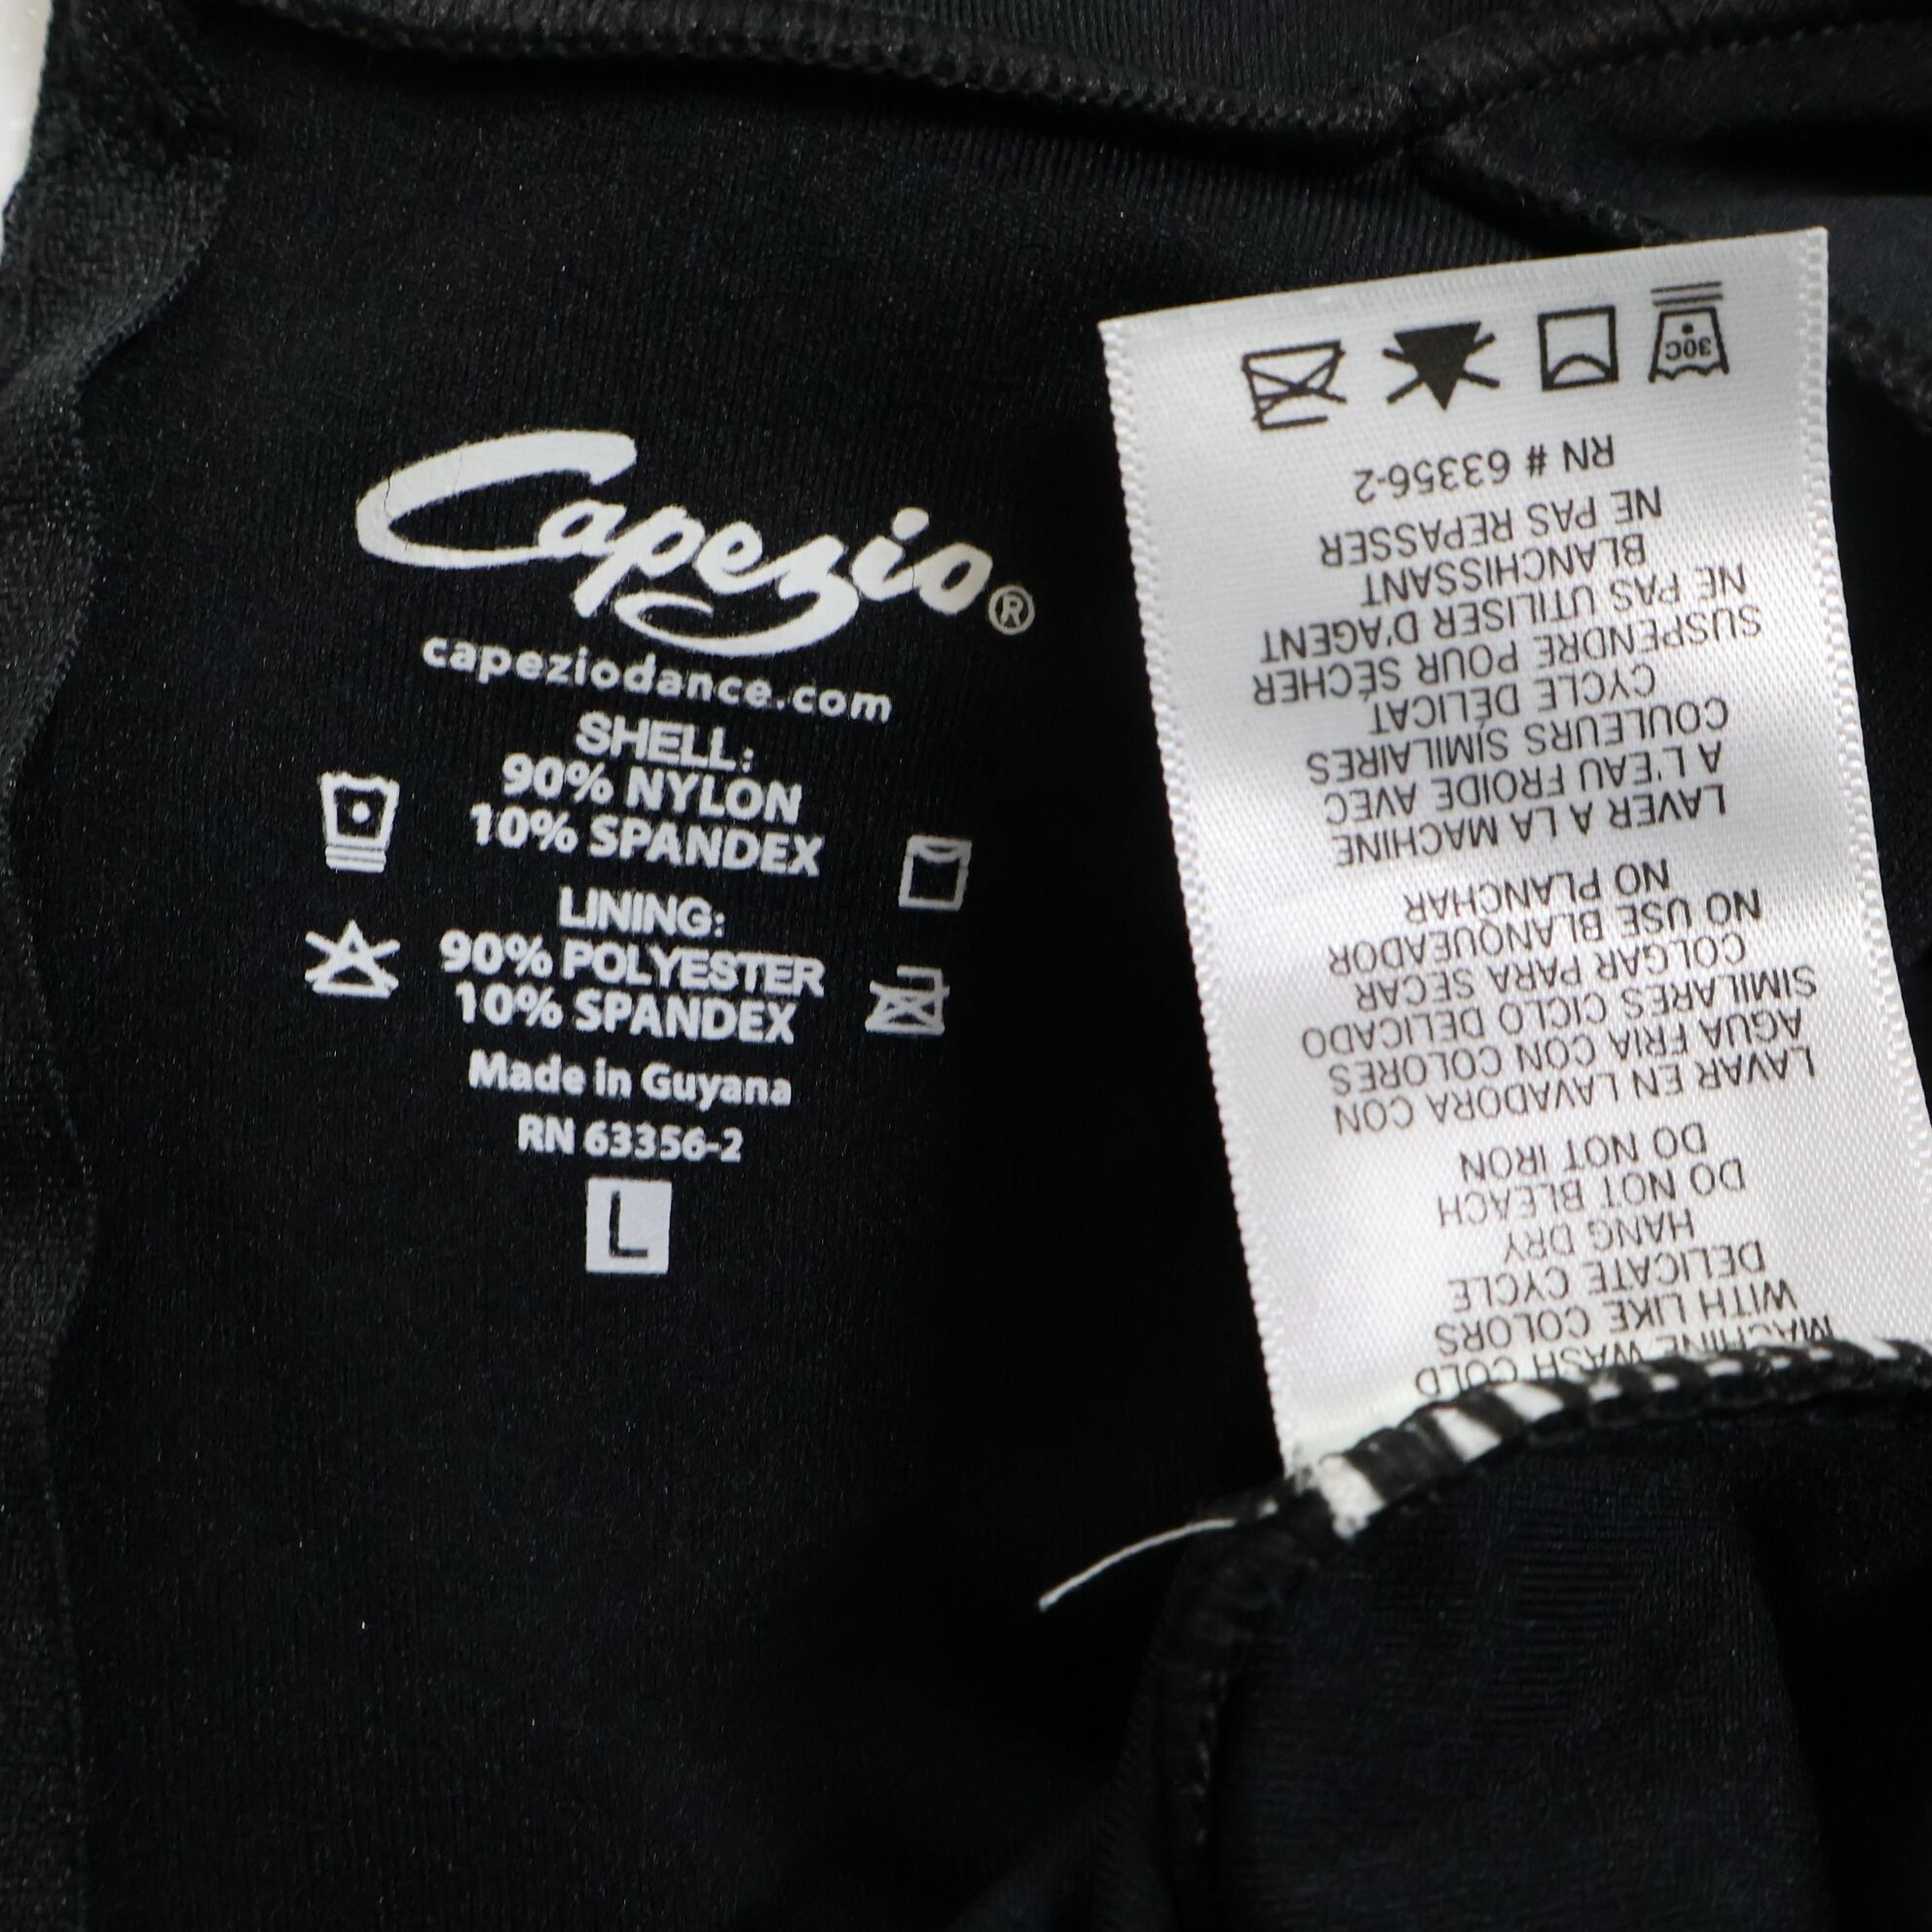 Capezio®
capeziodance.com
SHELL:
90% NYLON
10% SPANDEX
LINING:
90% POLYESTER
10% SPANDEX
Made in Guyana
RN 63356-2
L
MACHINE WASH COLD
WITH LIKE COLORS
DELICATE CYCLE
HANG DRY
DO NOT BLEACH
DO NOT IRON
LAVAR EN LAVADORA CON
AGUA FRIA CON COLORES
SIMILARES CICLO DELICADO
COLGAR PARA SECAR
NO USE BLANQUEADOR
NO PLANCHAR
LAVER A LA MACHINE
A L'EAU FROIDE AVEC
COULEURS SIMILAIRES
CYCLE DÉLICAT
SUSPENDRE POUR SÉCHER
NE PAS UTILISER D'AGENT
BLANCHISSANT
NE PAS REPASSER
RN # 63356-2
30C